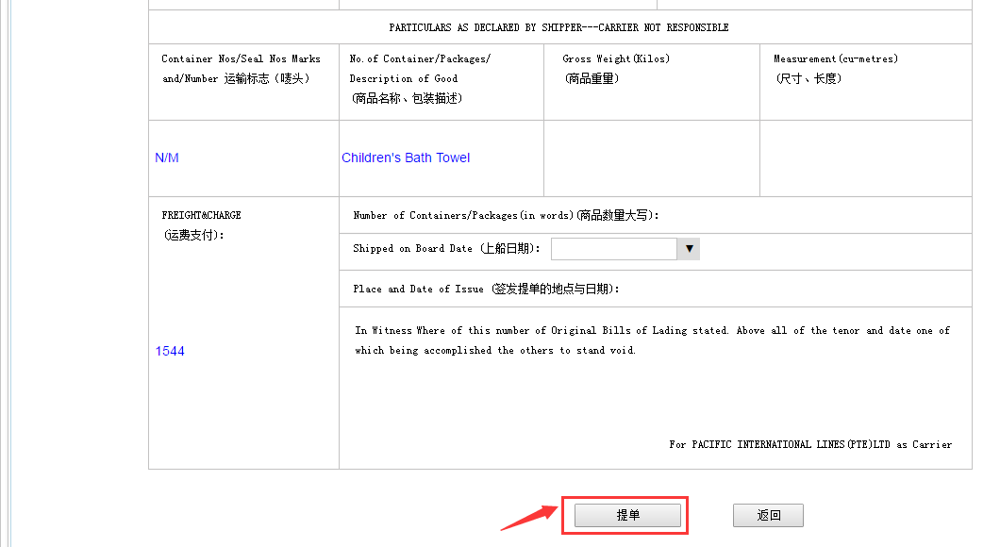 PARTICULARS AS DECLARED BY SHIPPER---CARRIER NOT RESPONSIBLE
Container Nos/Seal Nos Marks
and/Number 运输标志（唛头）
No.of Container/Packages/
Description of Good
(商品名称、包装描述)
Gross Weight(Kilos)
(商品重量)
Measurement(cu-metres)
(尺寸、长度)
N/M
Children's Bath Towel
FREIGHT&CHARGE
(运费支付):
1544
Number of Containers/Packages(in words)(商品数量大写):
Shipped on Board Date (上船日期):
▼
Place and Date of Issue (签发提单的地点与日期):
In Witness Where of this number of Original Bills of Lading stated. Above all of the tenor and date one of
which being accomplished the others to stand void.
For PACIFIC INTERNATIONAL LINES(PTE)LTD as Carrier
提单
返回